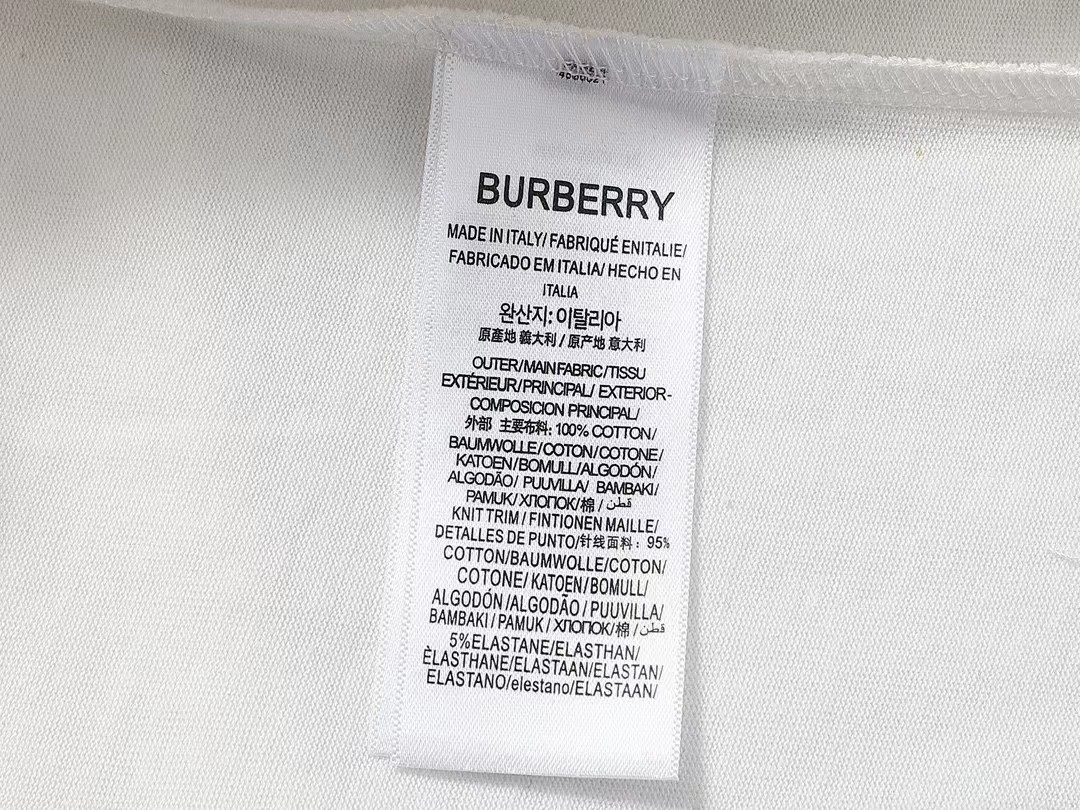 BURBERRY
MADE IN ITALY/ FABRIQUÉ ENITALIE/
FABRICADO EM ITALIA/ HECHO EN
ITALIA
완산지: 이탈리아
原產地 義大利 / 原产地 意大利
OUTER/MAINFABRIC/TISSU
EXTÉRIEUR/PRINCIPAL/ EXTERIOR-
COMPOSICION PRINCIPAL/
外部 主要布料: 100% COTTON/
BAUMWOLLE/COTON/COTONE/
KATOEN/BOMULL/ALGODÓN/
ALGODÃO/ PUUVILLA/ BAMBAKI/
PAMUK/ХЛОПОК/棉/قطن
KNIT TRIM / FINTIONEN MAILLE/
DETALLES DE PUNTO/针线面料: 95%
COTTON/BAUMWOLLE/COTON/
COTONE/ KATOEN/BOMULL/
ALGODÓN /ALGODÃO / PUUVILLA/
BAMBAKI / PAMUK / ХЛОПОК/棉 /قطن
5%ELASTANE/ELASTHAN/
ÈLASTHANE/ELASTAAN/ELASTAN/
ELASTANO/elestano/ELASTAAN/